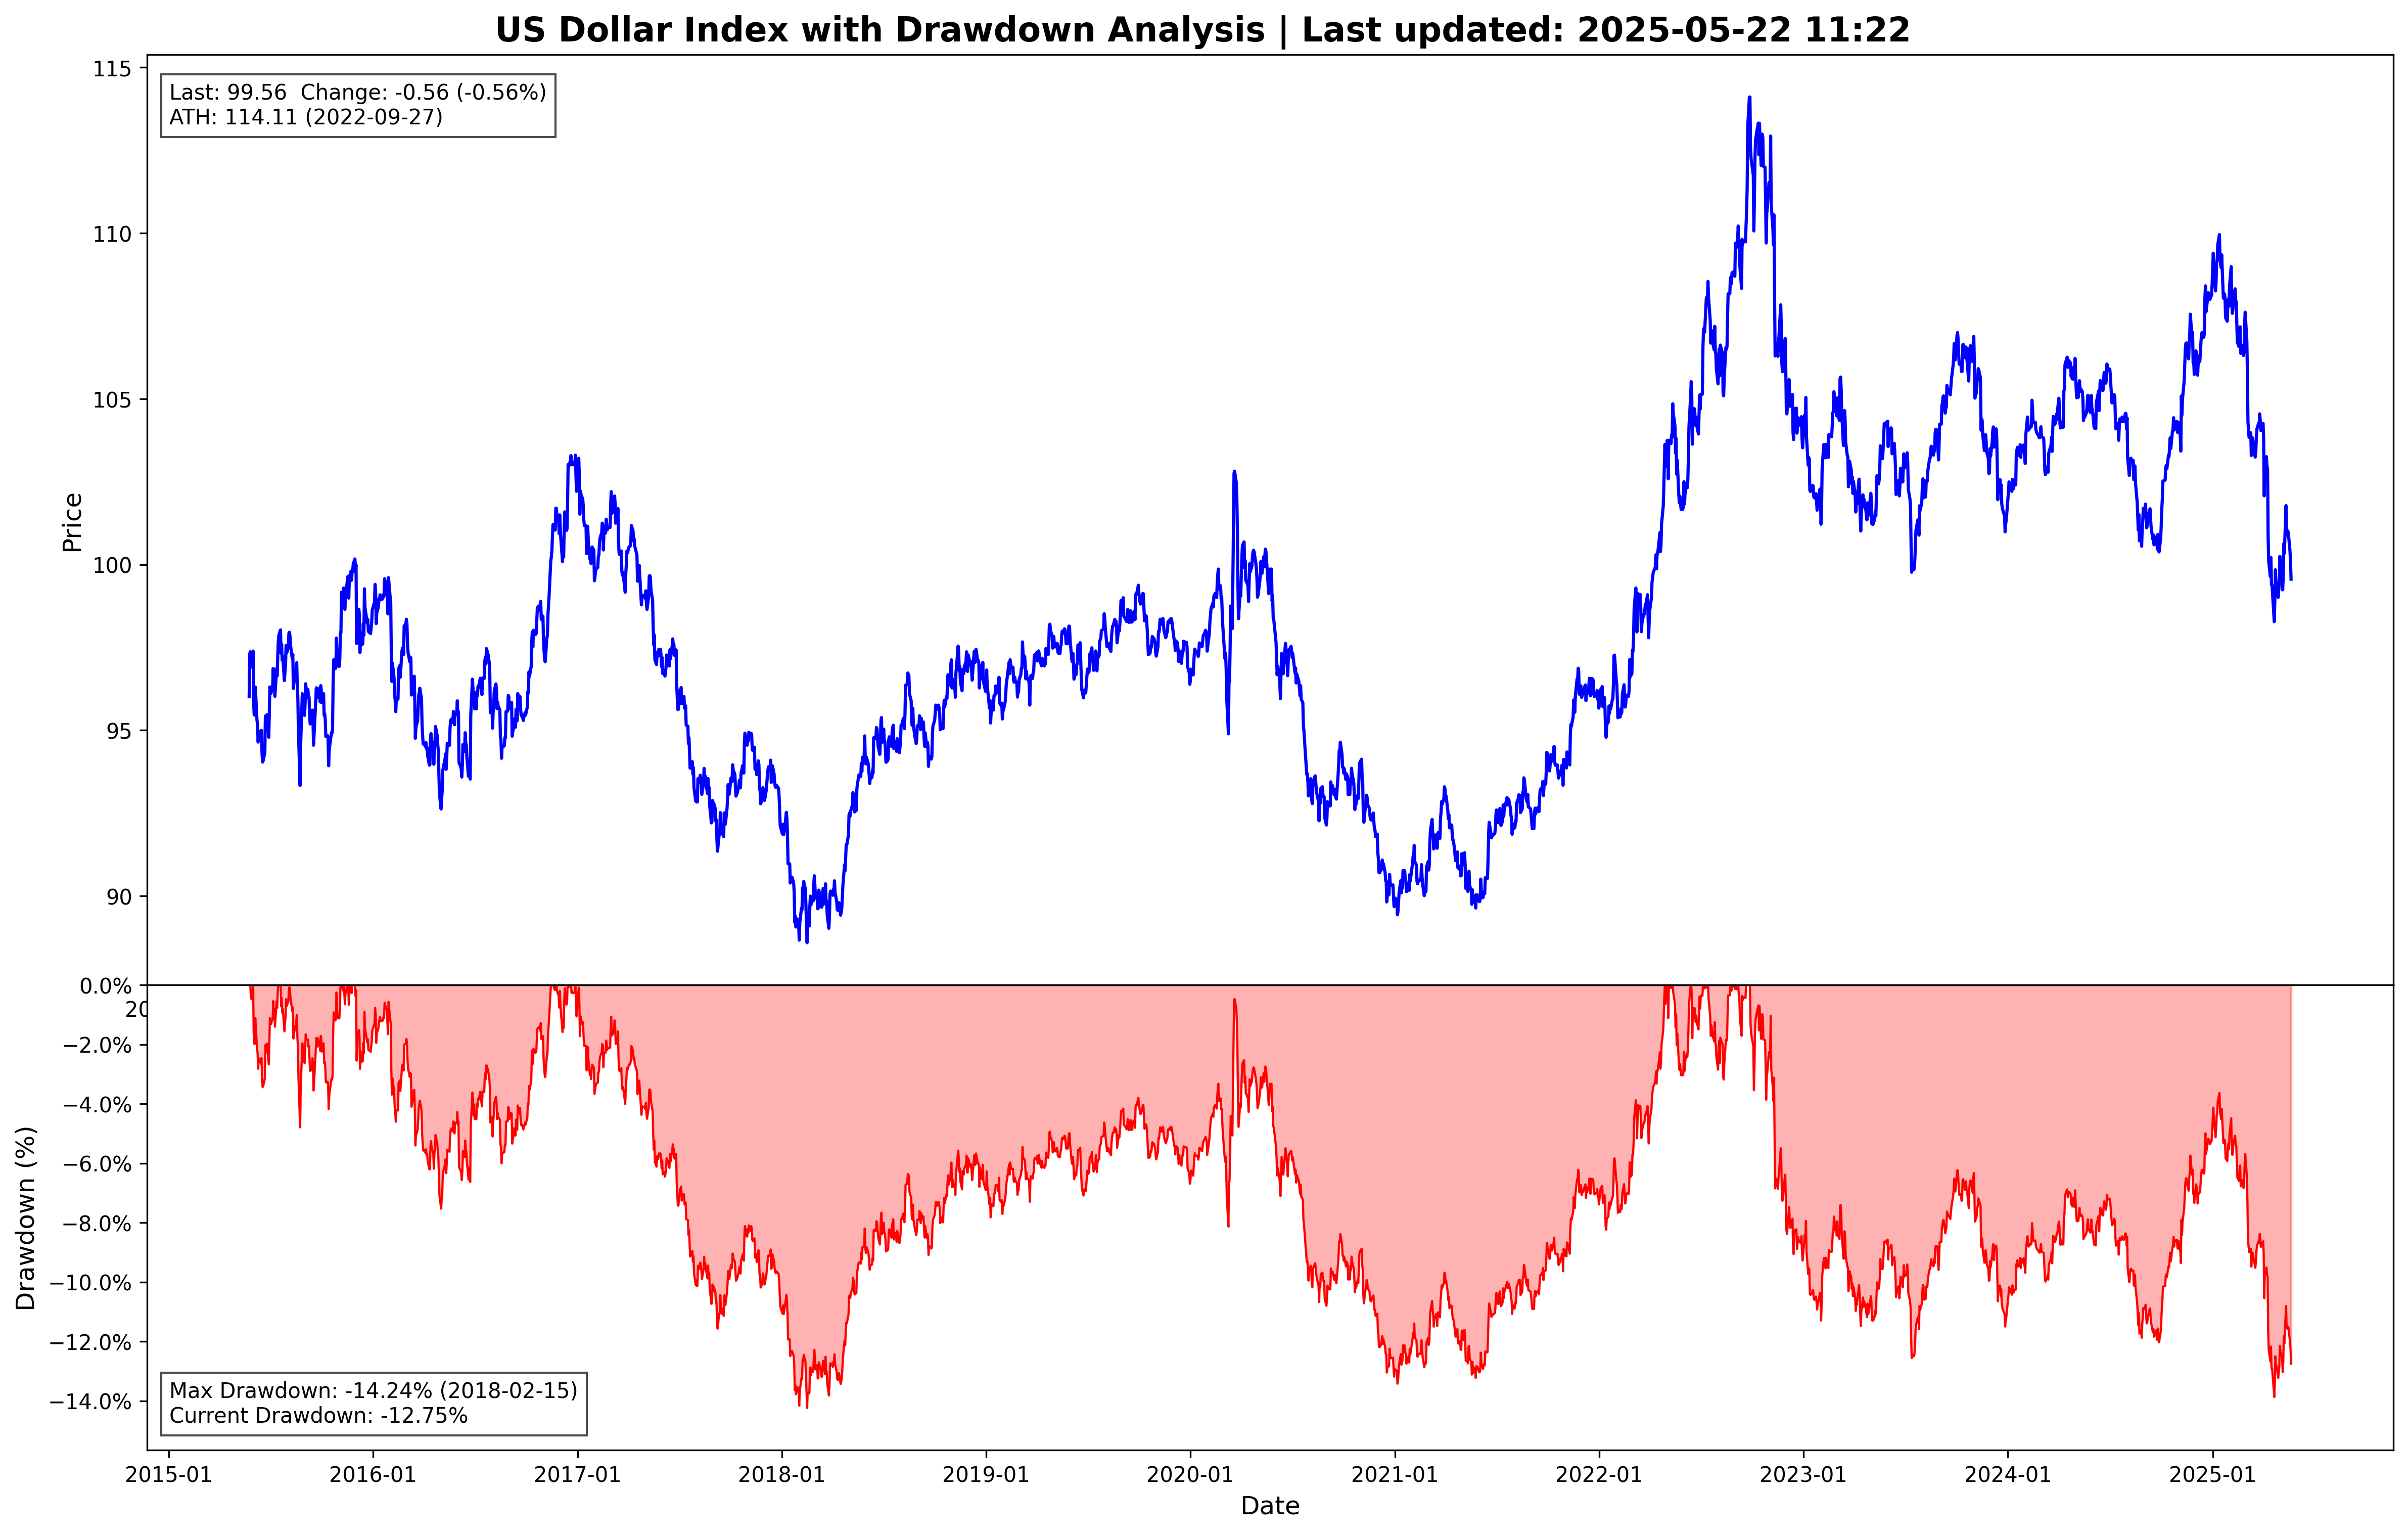 US Dollar Index with Drawdown Analysis | Last updated: 2025-05-22 11:22
Last: 99.56  Change: -0.56 (-0.56%)
ATH: 114.11 (2022-09-27)
115
110
105
100
95
90
Price
0.0%
20
−2.0%
−4.0%
−6.0%
−8.0%
−10.0%
−12.0%
−14.0%
Drawdown (%)
Max Drawdown: -14.24% (2018-02-15)
Current Drawdown: -12.75%
2015-01 2016-01 2017-01 2018-01 2019-01 2020-01 2021-01 2022-01 2023-01 2024-01 2025-01
Date